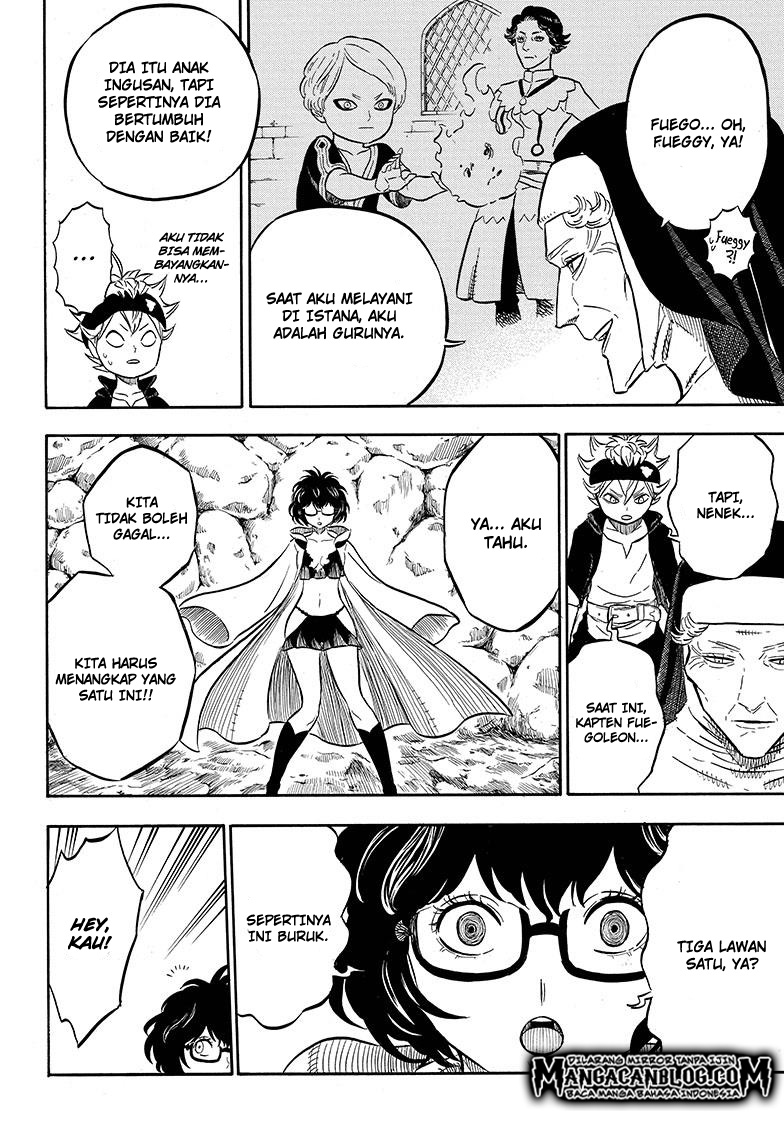 FUEGO... OH,
FUEGGY, YA!
Fueggy
?!
SAAT AKU MELAYANI
DI ISTANA, AKU
ADALAH GURUNYA.
DIA ITU ANAK
INGUSAN, TAPI
SEPERTINYA DIA
BERTUMBUH
DENGAN BAIK!
AKU TIDAK
BISA MEM-
BAYANGKAN-
NYA...
...
TAPI,
NENEK...
SAAT INI,
KAPTEN FUE-
GOLEON...
YA... AKU
TAHU.
KITA
TIDAK BOLEH
GAGAL...
KITA HARUS
MENANGKAP YANG
SATU INI!!
TIGA LAWAN
SATU, YA?
SEPERTINYA
INI BURUK.
HEY,
KAU!
DILARANG MIRROR TANPA IJIN
MANGACANBLOG.COM
BACA MANGA BAHASA INDONESIA